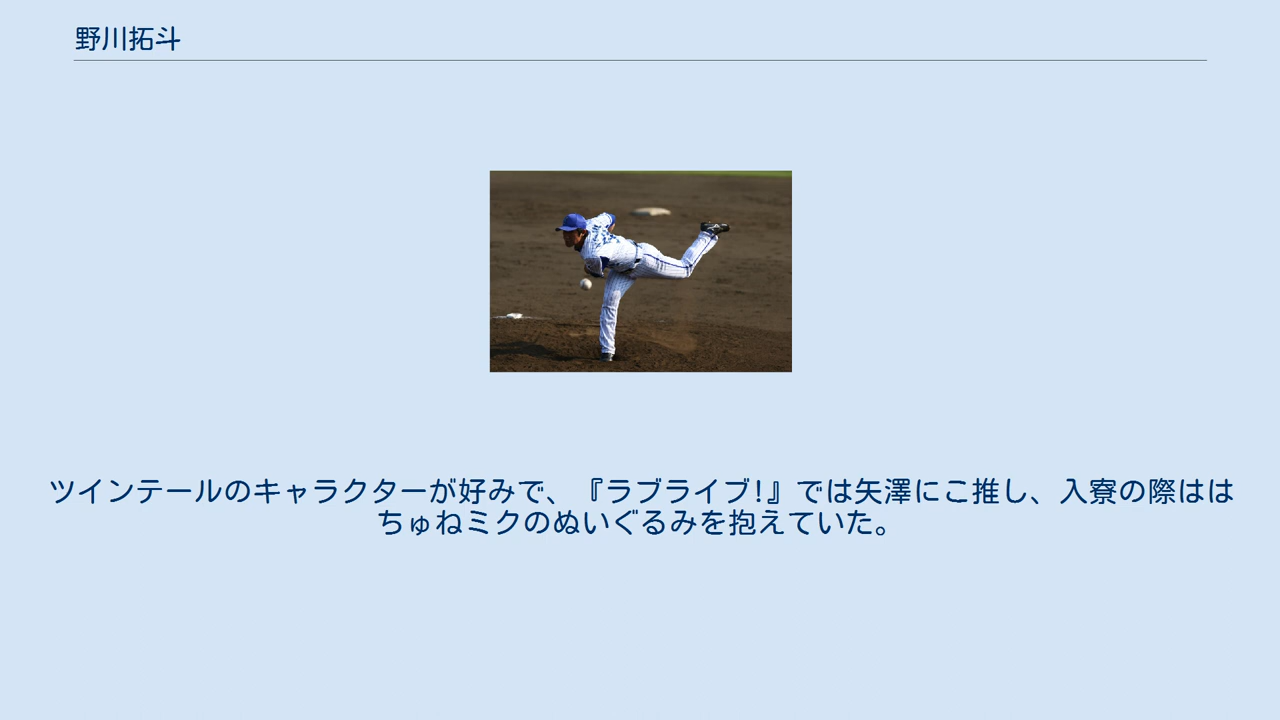 野川拓斗
ツインテールのキャラクターが好みで、『ラブライブ!』では矢澤にこ推し、入寮の際はは
ちゅねミクのぬいぐるみを抱えていた。